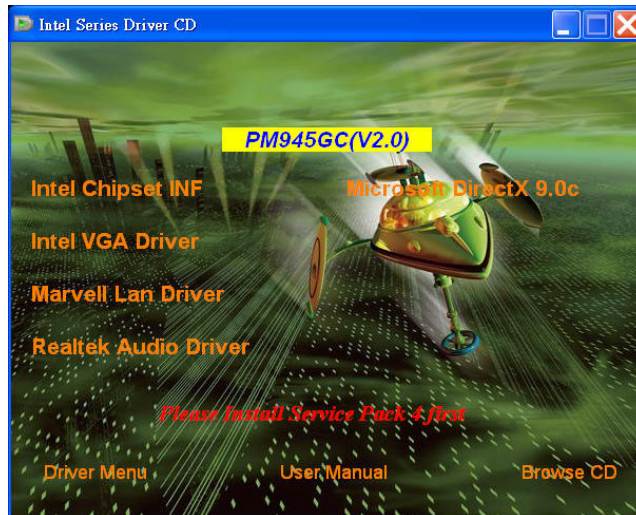 Intel Series Driver CD
PM945GC(V2.0)
Intel Chipset INF
Microsoft DirectX 9.0c
Intel VGA Driver
Marvell Lan Driver
Realtek Audio Driver
Please Install Service Pack 4 first
Driver Menu
User Manual
Browse CD